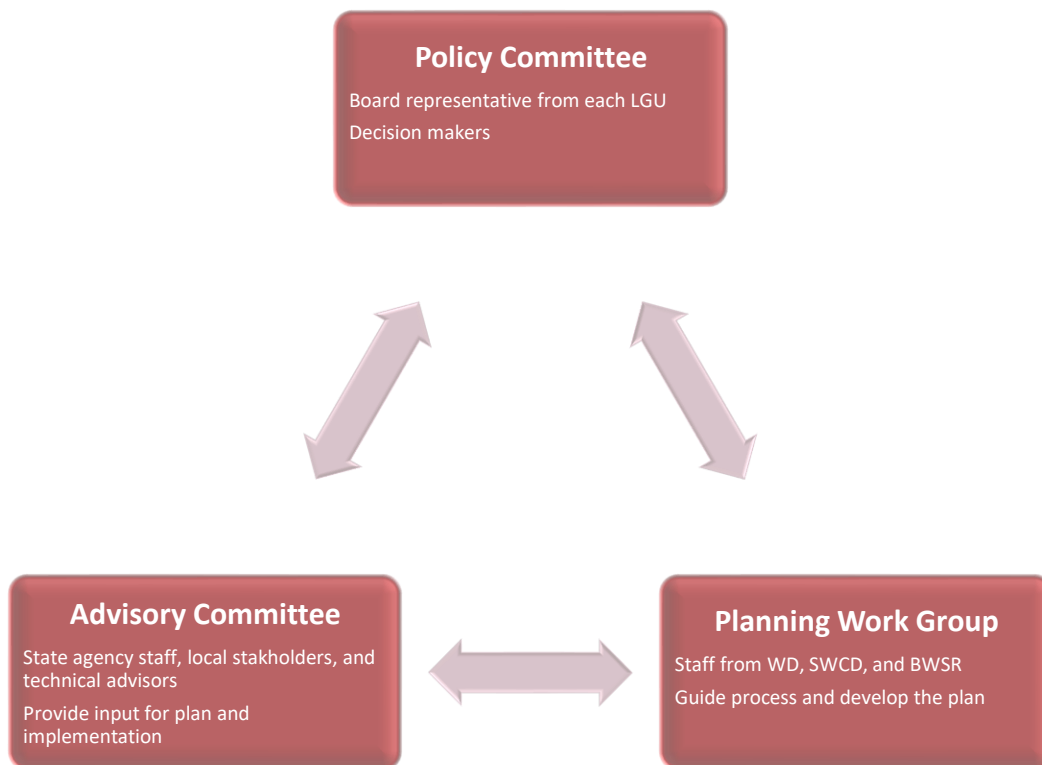 Policy Committee
Board representative from each LGU
Decision makers
Advisory Committee
State agency staff, local stakholders, and
technical advisors
Provide input for plan and
implementation
Planning Work Group
Staff from WD, SWCD, and BWSR
Guide process and develop the plan